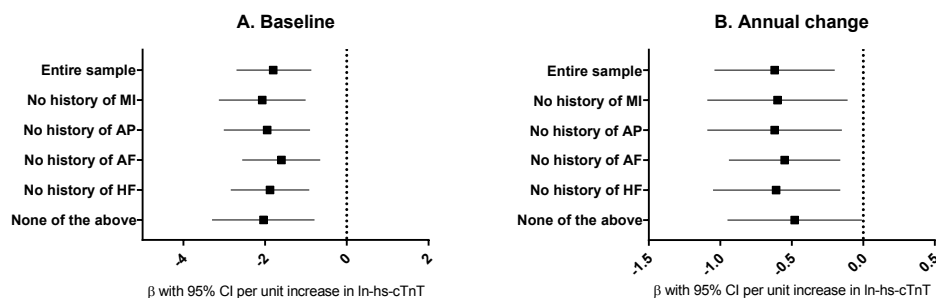 A. Baseline
Entire sample
No history of MI
No history of AP
No history of AF
No history of HF
None of the above
-4
-2
0
2
β with 95% CI per unit increase in ln-hs-cTnT
B. Annual change
Entire sample
No history of MI
No history of AP
No history of AF
No history of HF
None of the above
-1.5
-1.0
-0.5
0.0
0.5
β with 95% CI per unit increase in ln-hs-cTnT